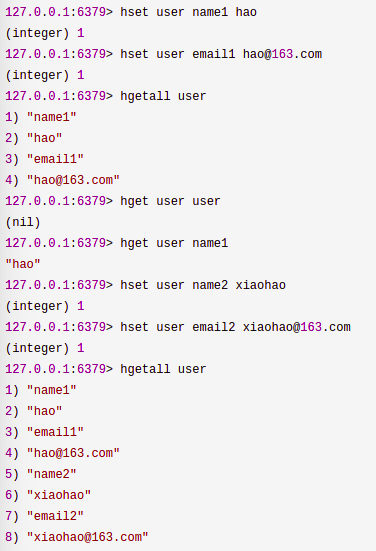 127.0.0.1:6379> hset user name1 hao
(integer) 1
127.0.0.1:6379> hset user email1 hao@163.com
(integer) 1
127.0.0.1:6379> hgetall user
1) "name1"
2) "hao"
3) "email1"
4) "hao@163.com"
127.0.0.1:6379> hget user user
(nil)
127.0.0.1:6379> hget user name1
"hao"
127.0.0.1:6379> hset user name2 xiaohao
(integer) 1
127.0.0.1:6379> hset user email2 xiaohao@163.com
(integer) 1
127.0.0.1:6379> hgetall user
1) "name1"
2) "hao"
3) "email1"
4) "hao@163.com"
5) "name2"
6) "xiaohao"
7) "email2"
8) "xiaohao@163.com"